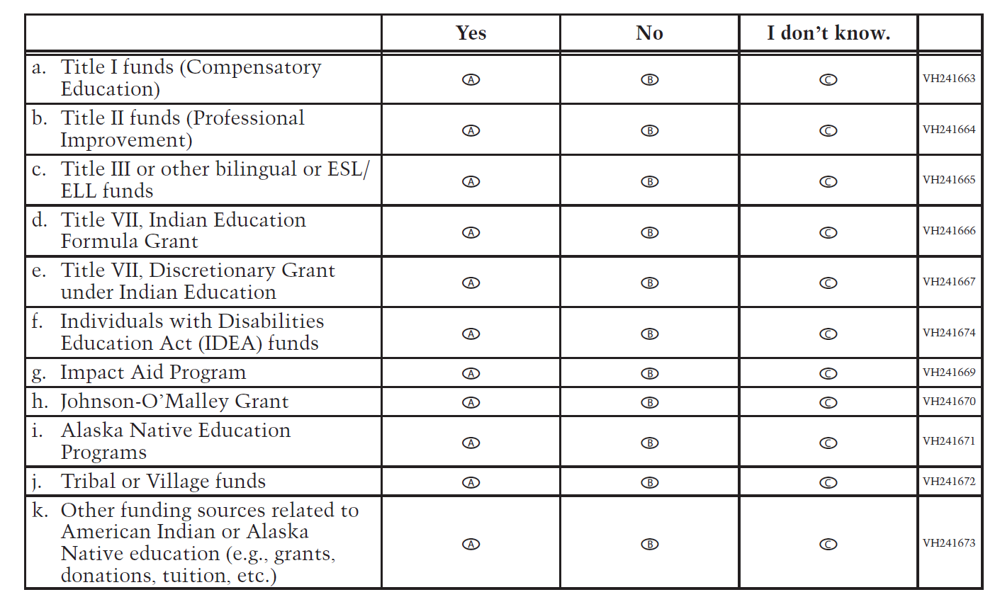 Yes No I don’t know.
a. Title I funds (Compensatory
Education)
A B C VH241663
b. Title II funds (Professional
Improvement)
A B C VH241664
c. Title III or other bilingual or ESL/
ELL funds
A B C VH241665
d. Title VII, Indian Education
Formula Grant
A B C VH241666
e. Title VII, Discretionary Grant
under Indian Education
A B C VH241667
f. Individuals with Disabilities
Education Act (IDEA) funds
A B C VH241674
g. Impact Aid Program A B C VH241669
h. Johnson-O’Malley Grant A B C VH241670
i. Alaska Native Education
Programs
A B C VH241671
j. Tribal or Village funds A B C VH241672
k. Other funding sources related to
American Indian or Alaska
Native education (e.g., grants,
donations, tuition, etc.)
A B C VH241673